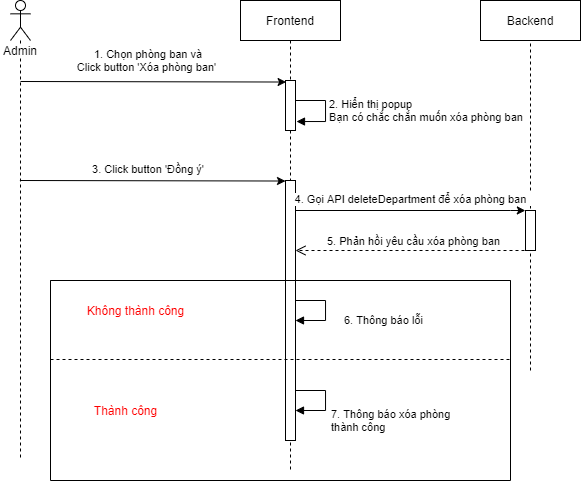 Frontend
Backend
Admin
1. Chọn phòng ban và
Click button 'Xóa phòng ban'
2. Hiển thị popup
Bạn có chắc chắn muốn xóa phòng ban
3. Click button 'Đồng ý'
4. Gọi API deleteDepartment để xóa phòng ban
5. Phản hồi yêu cầu xóa phòng ban
Không thành công
6. Thông báo lỗi
Thành công
7. Thông báo xóa phòng
thành công